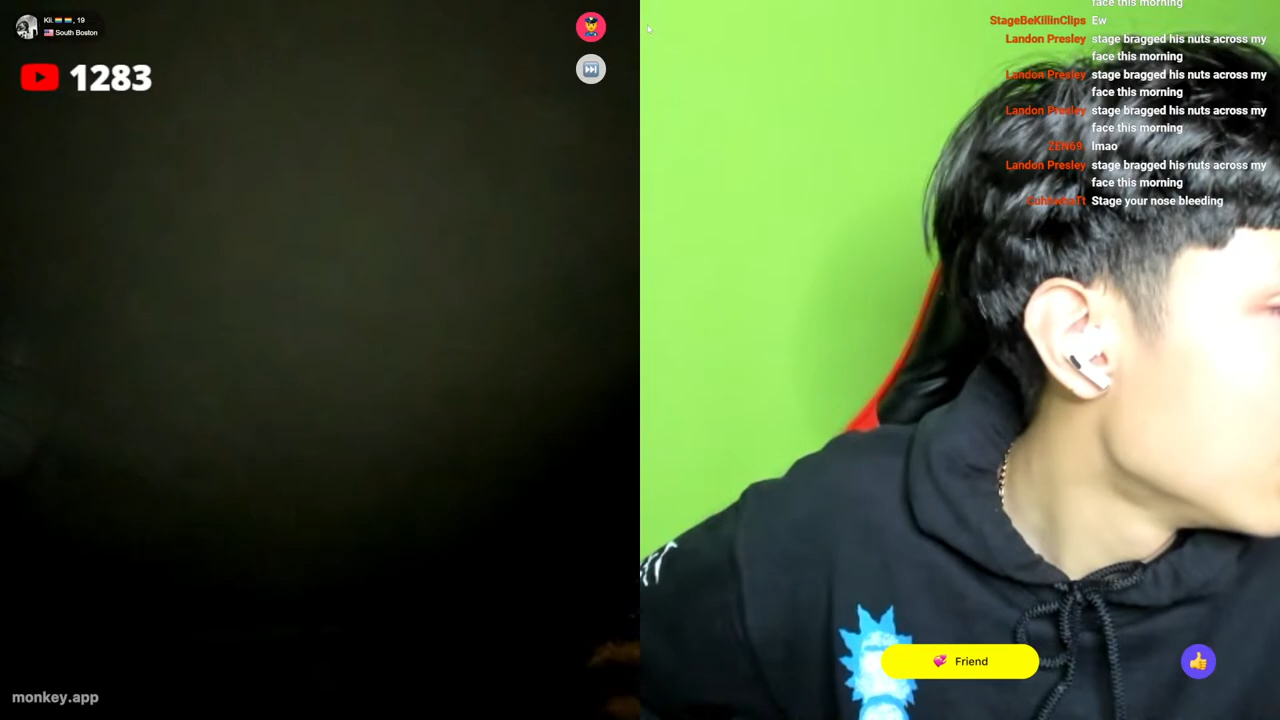 Kii. , 19
South Boston
1283
face this morning
StageBeKillinClips Ew
Landon Presley stage bragged his nuts across my
face this morning
Landon Presley stage bragged his nuts across my
face this morning
Landon Presley stage bragged his nuts across my
face this morning
ZEN69 lmao
Landon Presley stage bragged his nuts across my
face this morning
Stage your nose bleeding
Friend
monkey.app